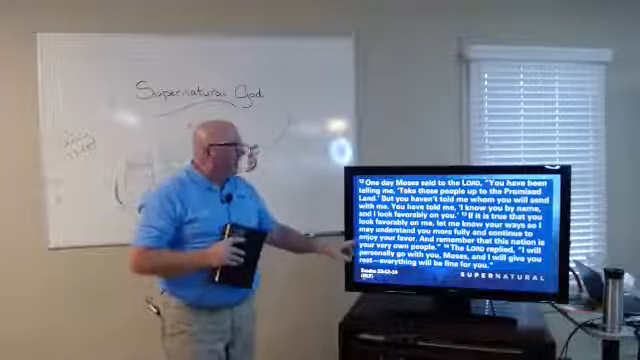 Supernatural God
¹² One day Moses said to the LORD, “You have been
telling me, ‘Take these people up to the Promised
Land.’ But you haven’t told me whom you will send
with me. You have told me, ‘I know you by name,
and I look favorably on you.’ ¹³ If it is true that you
look favorably on me, let me know your ways so I
may understand you more fully and continue to
enjoy your favor. And remember that this nation is
your very own people.” ¹⁴ The LORD replied, “I will
personally go with you, Moses, and I will give you
rest—everything will be fine for you.”
Exodus 33:12-14
(NLT)
SUPERNATURAL